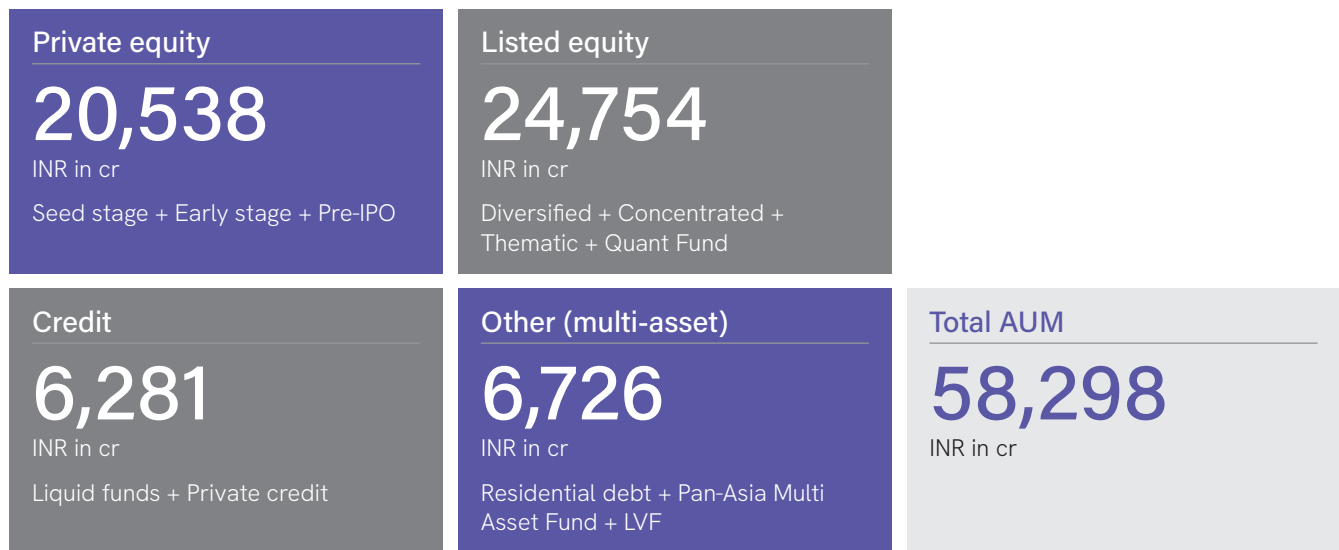 Private equity
20,538
INR in cr
Seed stage + Early stage + Pre-IPO
Listed equity
24,754
INR in cr
Diversified + Concentrated +
Thematic + Quant Fund
Credit
6,281
INR in cr
Liquid funds + Private credit
Other (multi-asset)
6,726
INR in cr
Residential debt + Pan-Asia Multi
Asset Fund + LVF
Total AUM
58,298
INR in cr